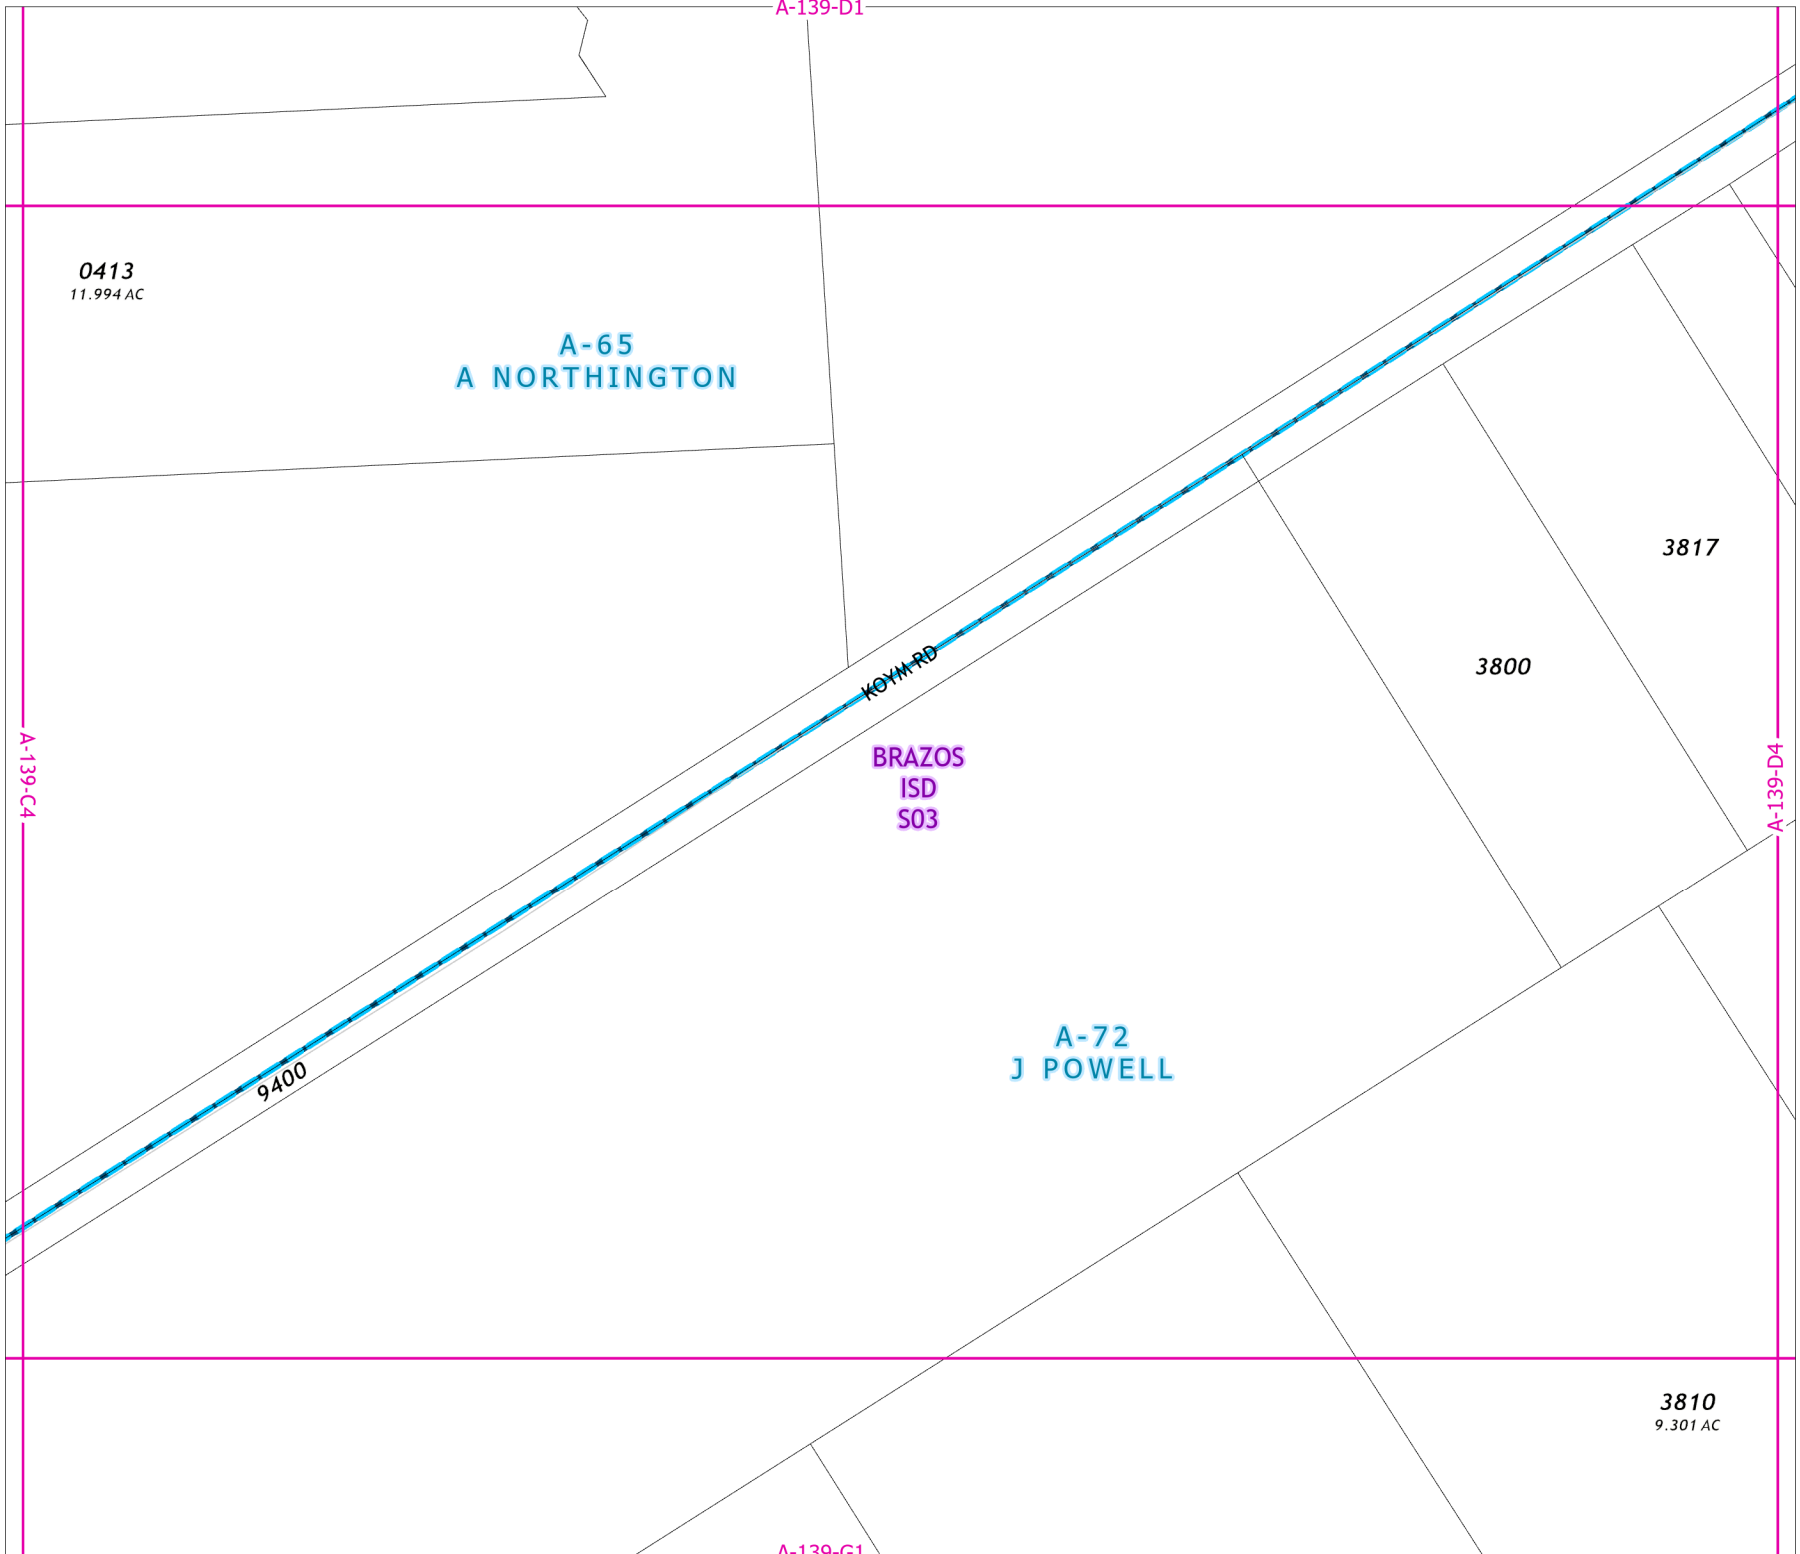 A-139-D1
0413
11.994 AC
A-65
A NORTHINGTON
3817
KOYM RD
3800
BRAZOS
ISD
S03
A-139-C4
A-139-D4
A-72
J POWELL
9400
3810
9.301 AC
A-139-G1